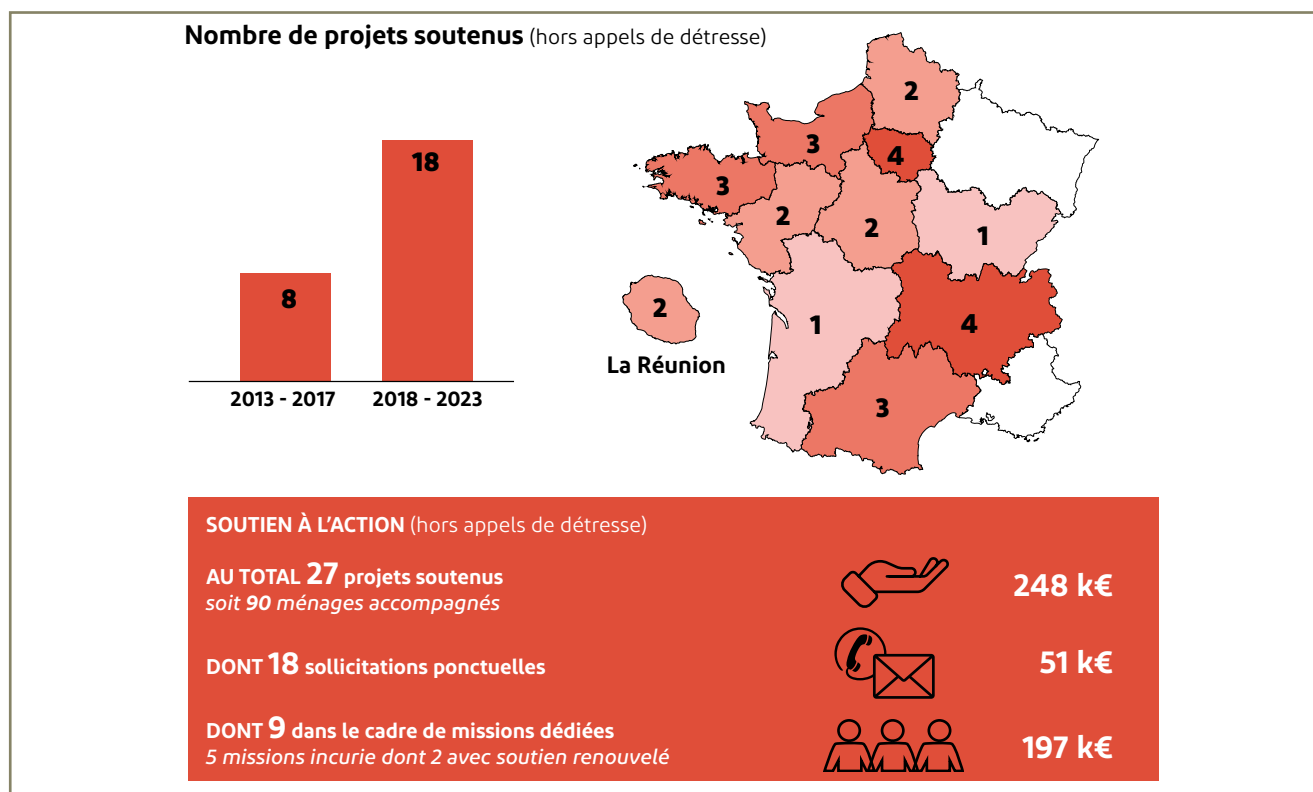 Nombre de projets soutenus (hors appels de détresse)
18
8
2013 - 2017
2018 - 2023
2
3
4
3
2
2
1
2
1
4
La Réunion
3
SOUTIEN À L'ACTION (hors appels de détresse)
AU TOTAL 27 projets soutenus
soit 90 ménages accompagnés
248 k€
DONT 18 sollicitations ponctuelles
51 k€
DONT 9 dans le cadre de missions dédiées
5 missions incurie dont 2 avec soutien renouvelé
197 k€